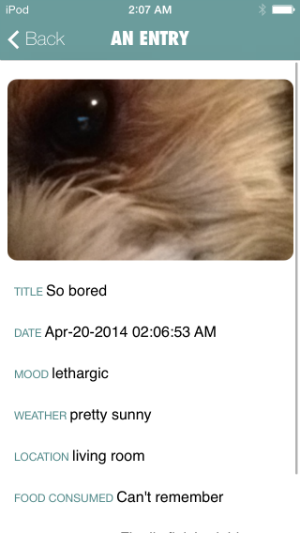 iPod 2:07 AM
Back AN ENTRY
TITLE So bored
DATE Apr-20-2014 02:06:53 AM
MOOD lethargic
WEATHER pretty sunny
LOCATION living room
FOOD CONSUMED Can't remember